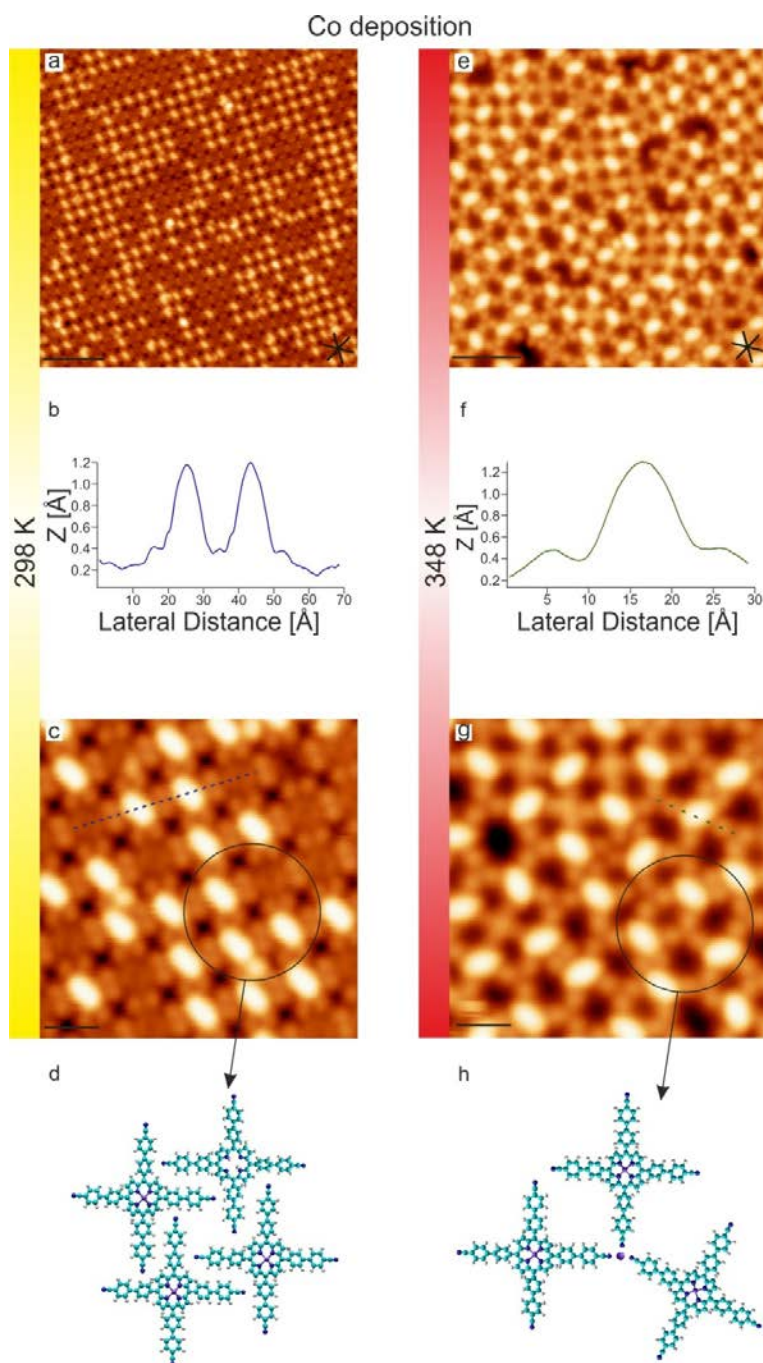 Co deposition
a
298 K
b
1.2
1.0
0.8
0.6
0.4
0.2
Z [Å]
10 20 30 40 50 60 70
Lateral Distance [Å]
c
d
e
348 K
f
1.2
1.0
0.8
0.6
0.4
0.2
Z [Å]
5 10 15 20 25 30
Lateral Distance [Å]
g
h